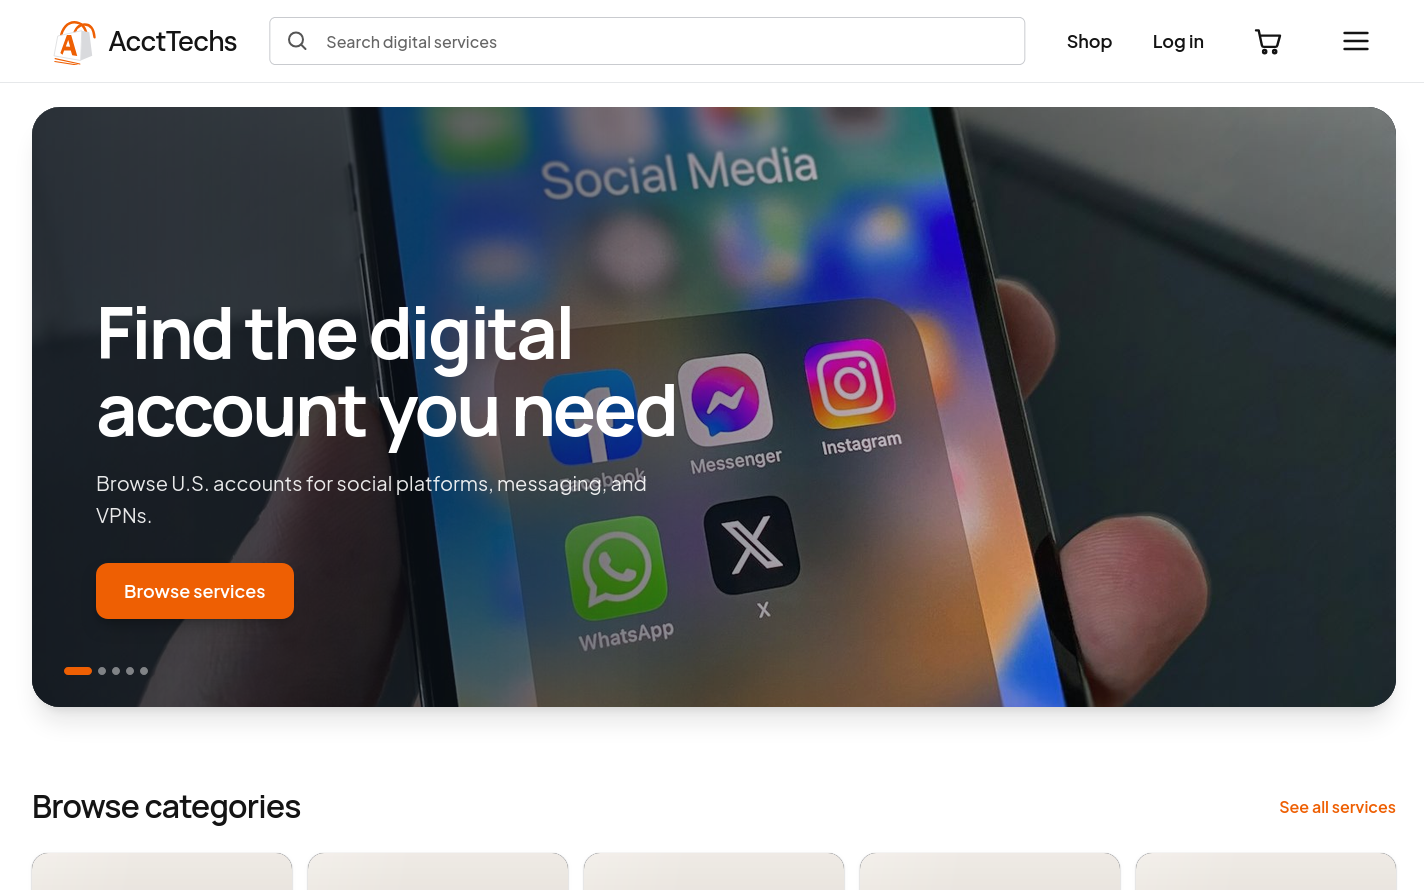 AcctTechs
Search digital services
Shop
Log in
Social Media
Find the digital
account you need
Facebook
Messenger
Instagram
Browse U.S. accounts for social platforms, messaging, and
VPNs.
WhatsApp
X
Browse services
Browse categories
See all services